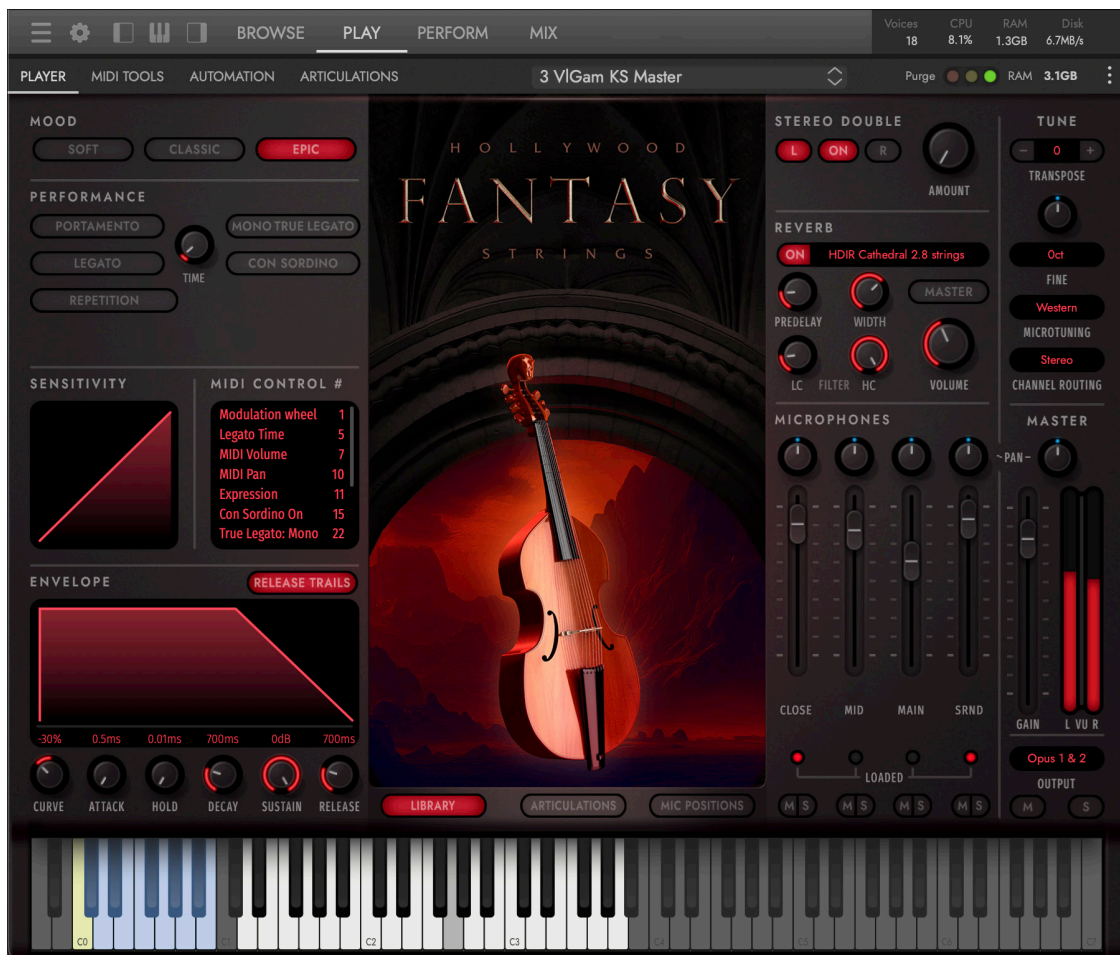 BROWSE PLAY PERFORM MIX
Voices 18 CPU 8.1% RAM 1.3GB Disk 6.7MB/s
PLAYER MIDI TOOLS AUTOMATION ARTICULATIONS
3 VlGam KS Master
Purge RAM 3.1GB
MOOD
SOFT CLASSIC EPIC
PERFORMANCE
PORTAMENTO MONO TRUE LEGATO
LEGATO TIME CON SORDINO
REPETITION
SENSITIVITY
MIDI CONTROL #
Modulation wheel 1
Legato Time 5
MIDI Volume 7
MIDI Pan 10
Expression 11
Con Sordino On 15
True Legato: Mono 22
ENVELOPE RELEASE TRAILS
-30% 0.5ms 0.01ms 700ms 0dB 700ms
CURVE ATTACK HOLD DECAY SUSTAIN RELEASE
HOLLYWOOD
FANTASY
STRINGS
LIBRARY ARTICULATIONS MIC POSITIONS
STEREO DOUBLE
L ON R
AMOUNT
REVERB
ON HDIR Cathedral 2.8 strings
MASTER
PREDELAY WIDTH
LC FILTER HC VOLUME
MICROPHONES
-PAN-
CLOSE MID MAIN SRND
LOADED
M S M S M S M S
TUNE
- 0 +
TRANSPOSE
0ct
FINE
Western
MICROTUNING
Stereo
CHANNEL ROUTING
MASTER
GAIN L VU R
Opus 1 & 2
OUTPUT
M S
C0 C1 C2 C3 C4 C5 C6 C7